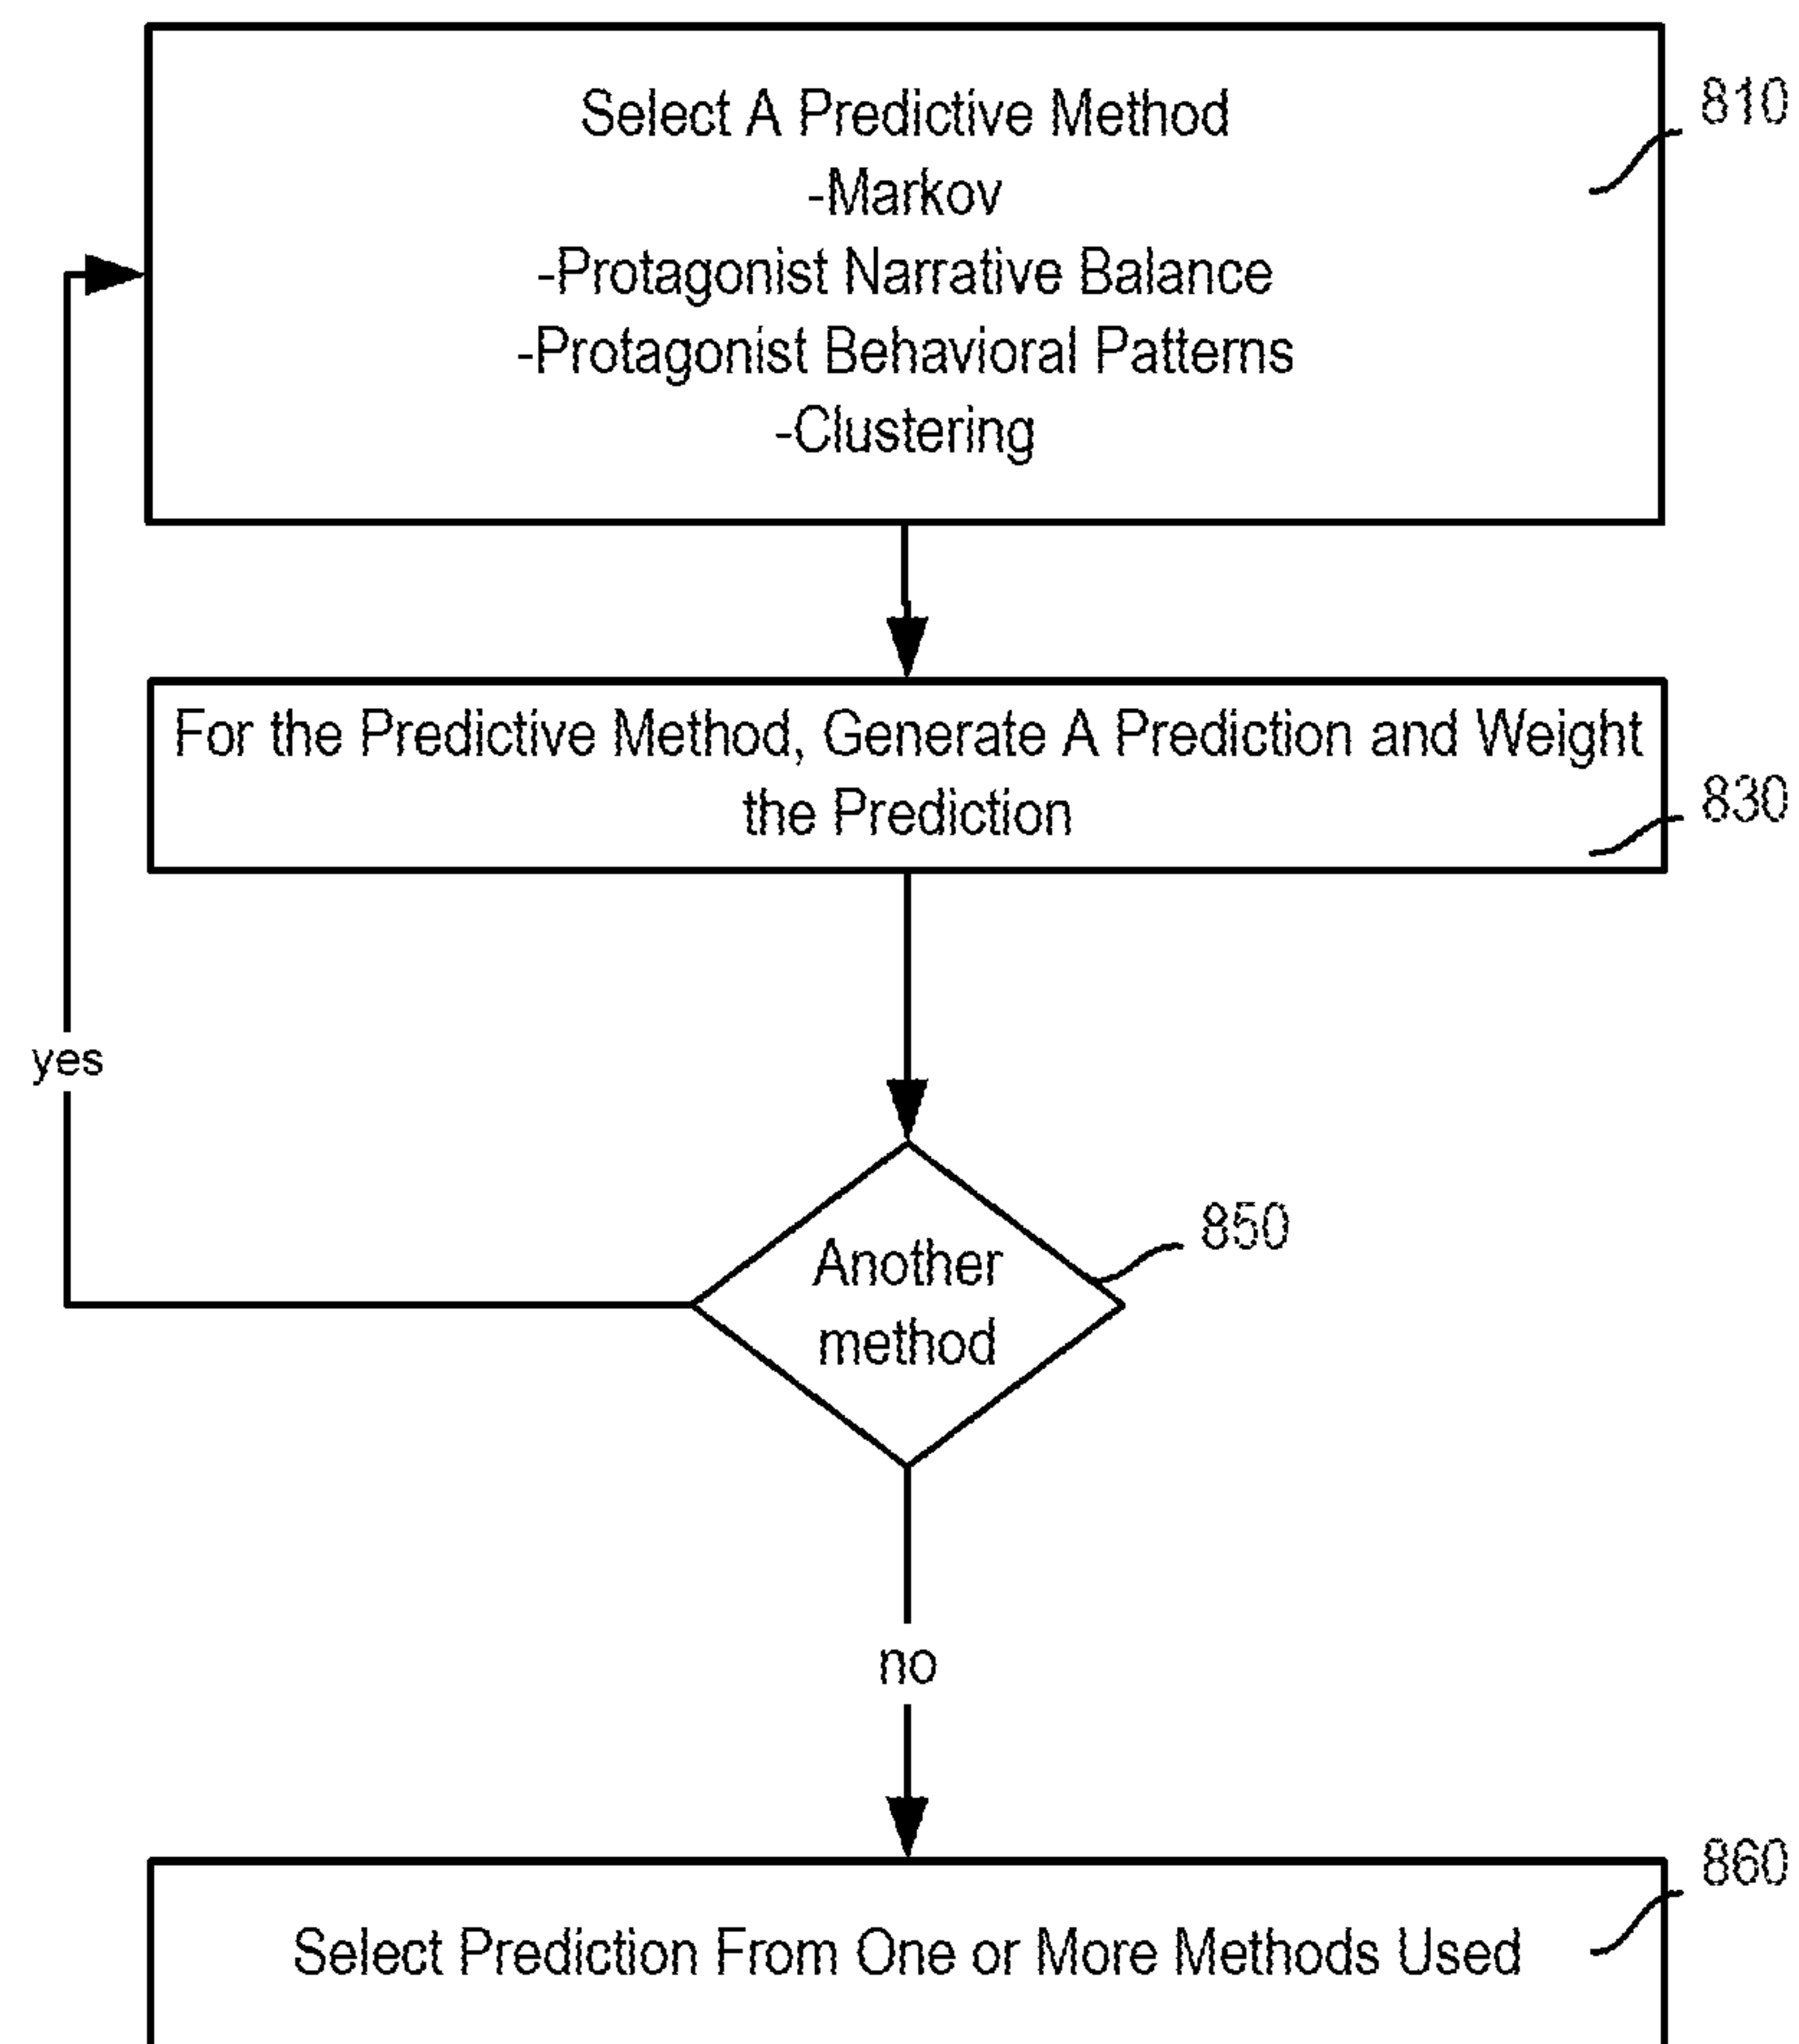 810
Select A Predictive Method
-Markov
-Protagonist Narrative Balance
-Protagonist Behavioral Patterns
-Clustering
For the Predictive Method, Generate A Prediction and Weight
the Prediction
830
yes
850
Another
method
no
860
Select Prediction From One or More Methods Used